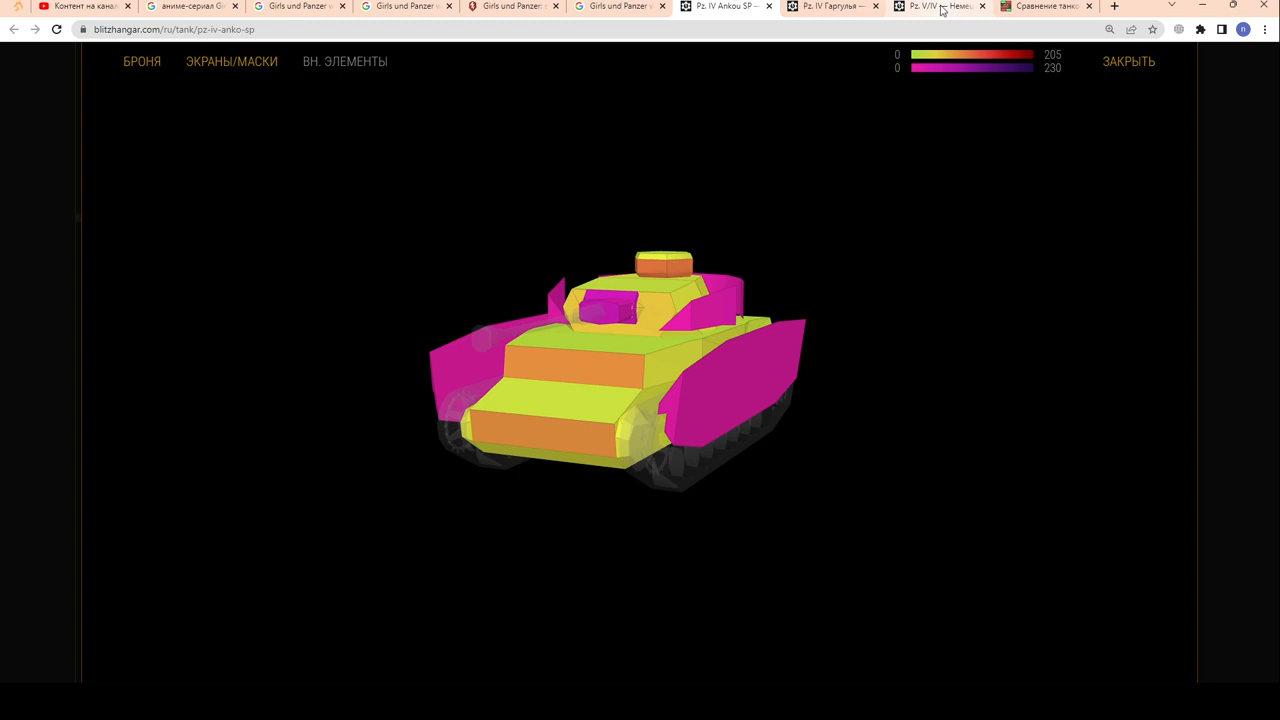 Контент на канал
аниме-сериал Gi
Girls und Panzer w
Girls und Panzer w
Girls und Panzer:
Girls und Panzer w
Pz. IV Ankou SP —
Pz. IV Гаргулья —
Pz. V/IV — Немец
Сравнение танко
blitzhangar.com/ru/tank/pz-iv-anko-sp
n
БРОНЯ
ЭКРАНЫ/МАСКИ
ВН. ЭЛЕМЕНТЫ
0
205
0
230
ЗАКРЫТЬ